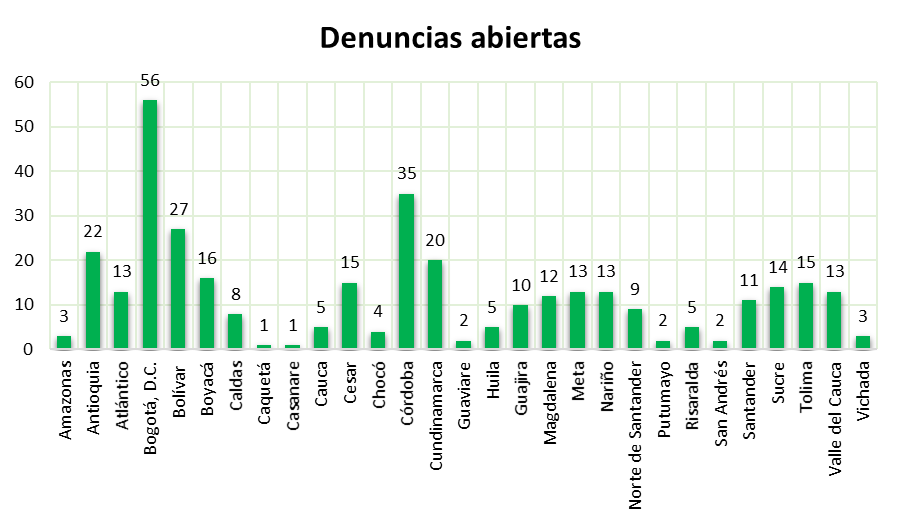 Denuncias abiertas
60
50
40
30
20
10
0
3
22
13
56
27
16
8
1
1
5
15
4
35
20
2
5
10
12
13
13
9
2
5
2
11
14
15
13
3
Amazonas
Antioquia
Atlántico
Bogotá, D.C.
Bolívar
Boyacá
Caldas
Caquetá
Casanare
Cauca
Cesar
Chocó
Córdoba
Cundinamarca
Guaviare
Huila
Guajira
Magdalena
Meta
Nariño
Norte de Santander
Putumayo
Risaralda
San Andrés
Santander
Sucre
Tolima
Valle del Cauca
Vichada